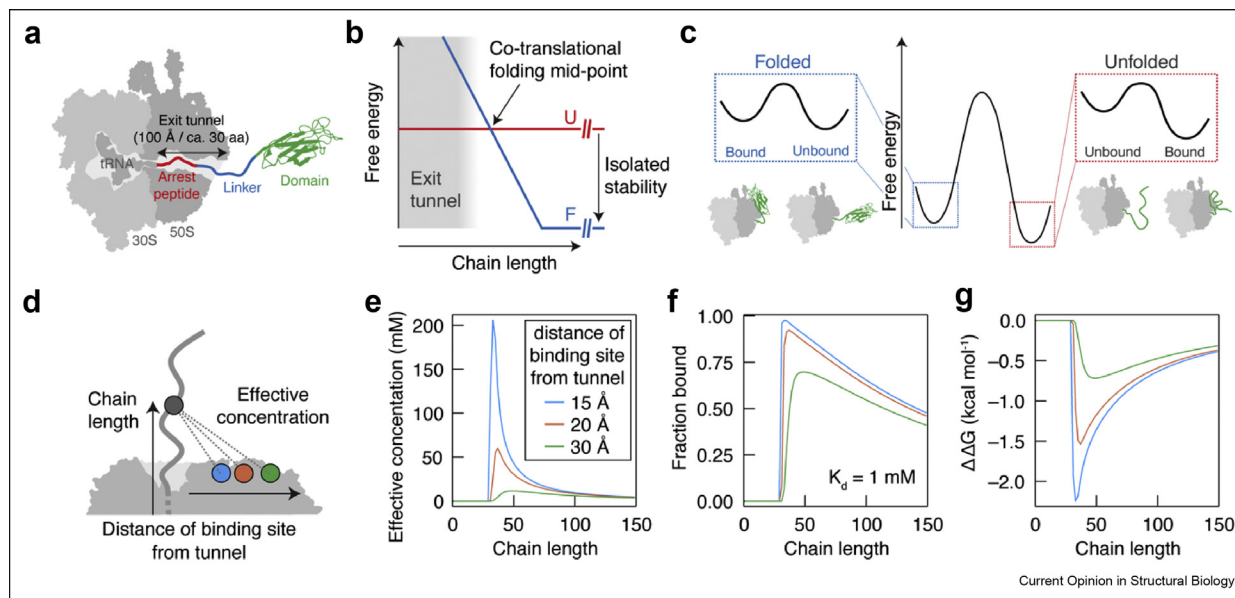 a
Exit tunnel
(100 Å / ca. 30 aa)
tRNA
Arrest
peptide
Linker
Domain
30S
50S
b
Free energy
Co-translational
folding mid-point
U
Isolated
stability
Exit
tunnel
F
Chain length
c
Folded
Bound
Unbound
Free energy
Unfolded
Unbound
Bound
d
Chain
length
Effective
concentration
Distance of binding site
from tunnel
e
Effective concentration (mM)
200
150
100
50
0
distance of
binding site
from tunnel
15 Å
20 Å
30 Å
0 50 100 150
Chain length
f
Fraction bound
1.00
0.75
0.50
0.25
0.00
K_d = 1 mM
0 50 100 150
Chain length
g
ΔΔG (kcal mol⁻¹)
0.0
−0.5
−1.0
−1.5
−2.0
0 50 100 150
Chain length
Current Opinion in Structural Biology